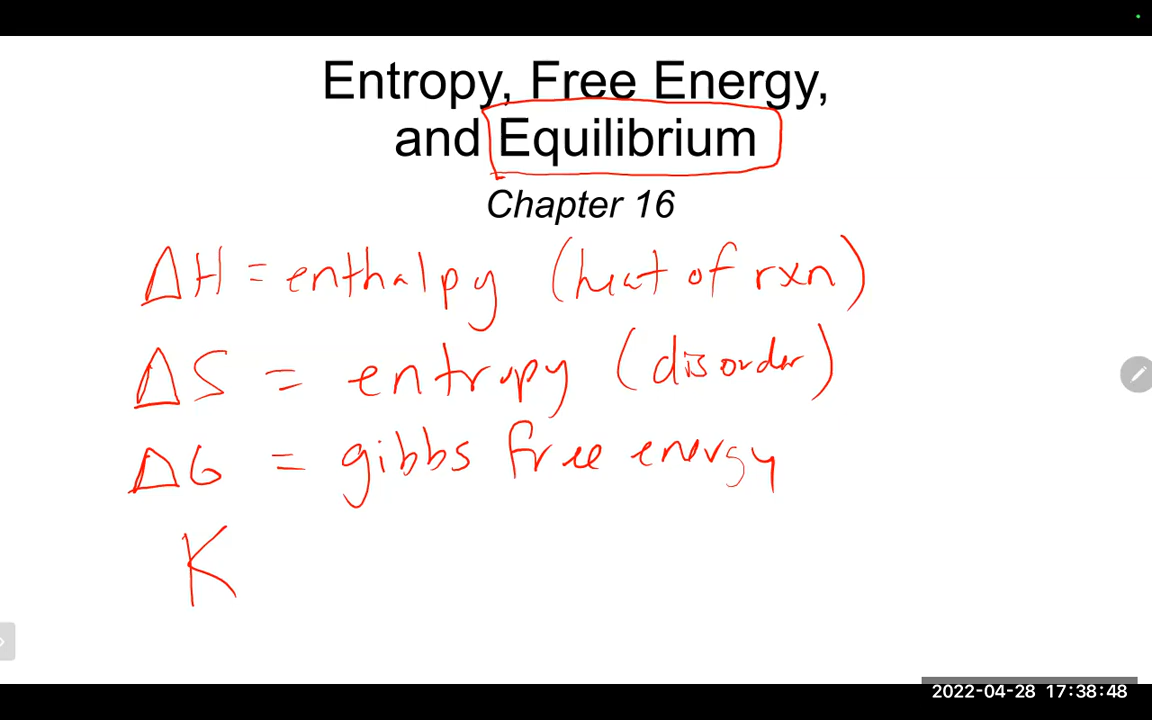 Entropy, Free Energy,
and Equilibrium
Chapter 16
ΔH = enthalpy (heat of rxn)
ΔS = entropy (disorder)
ΔG = gibbs free energy
K
2022-04-28 17:38:48